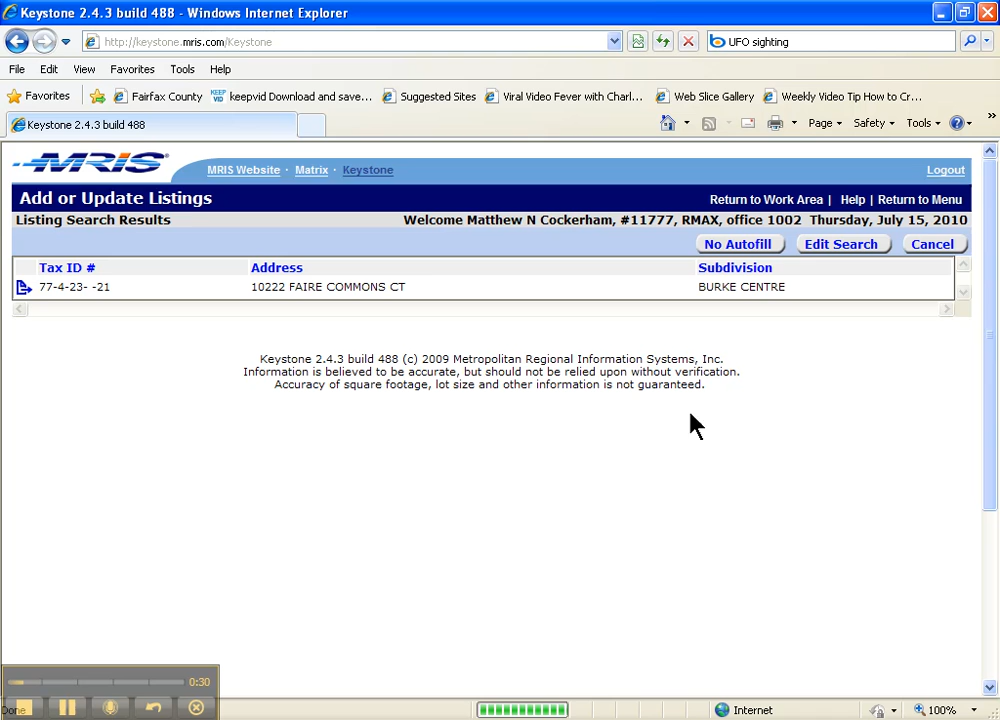 Keystone 2.4.3 build 488 - Windows Internet Explorer
http://keystone.mris.com/Keystone
UFO sighting
File Edit View Favorites Tools Help
Favorites Fairfax County KEEP VID keepvid Download and save... Suggested Sites Viral Video Fever with Charl... Web Slice Gallery Weekly Video Tip How to Cr...
Keystone 2.4.3 build 488
Page Safety Tools
MRIS
MRIS Website · Matrix · Keystone
Logout
Add or Update Listings
Return to Work Area | Help | Return to Menu
Listing Search Results
Welcome Matthew N Cockerham, #11777, RMAX, office 1002 Thursday, July 15, 2010
No Autofill Edit Search Cancel
Tax ID # Address Subdivision
77-4-23- -21 10222 FAIRE COMMONS CT BURKE CENTRE
Keystone 2.4.3 build 488 (c) 2009 Metropolitan Regional Information Systems, Inc.
Information is believed to be accurate, but should not be relied upon without verification.
Accuracy of square footage, lot size and other information is not guaranteed.
0:30
Done
Internet
100%